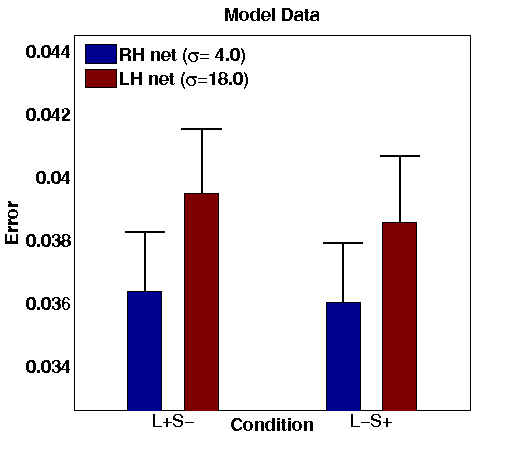 Model Data
RH net (σ= 4.0)
LH net (σ=18.0)
0.044
0.042
0.04
0.038
0.036
0.034
Error
L+S−
L−S+
Condition